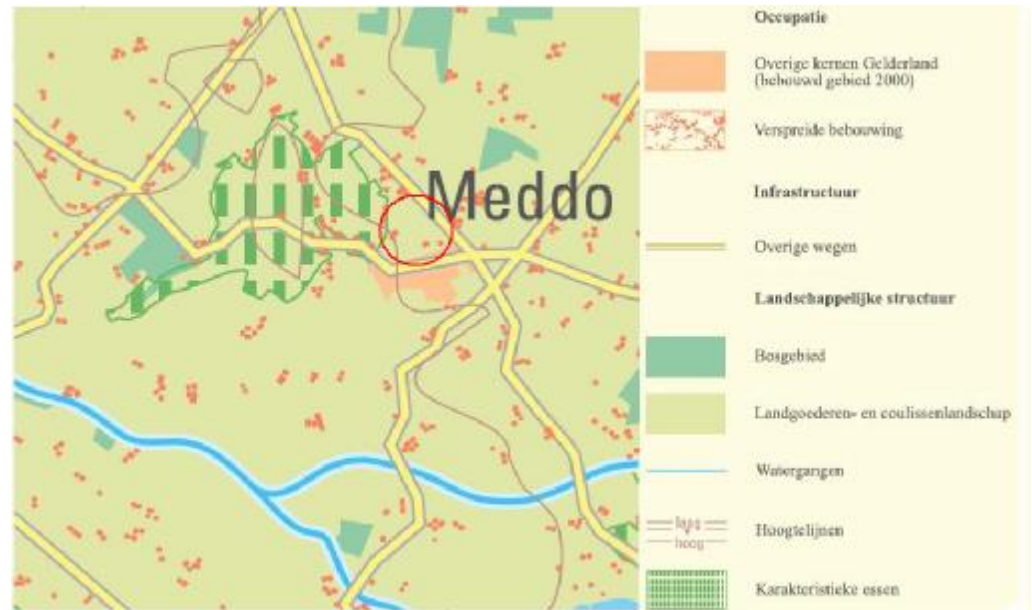 Meddo
Occupatie
Overige kernen Gelderland
(bebouwd gebied 2000)
Verspreide bebouwing
Infrastructuur
Overige wegen
Landschappelijke structuur
Bosgebied
Landgoederen- en coulissenlandschap
Watergangen
laag
hoog
Hoogtelijnen
Karakteristieke essen